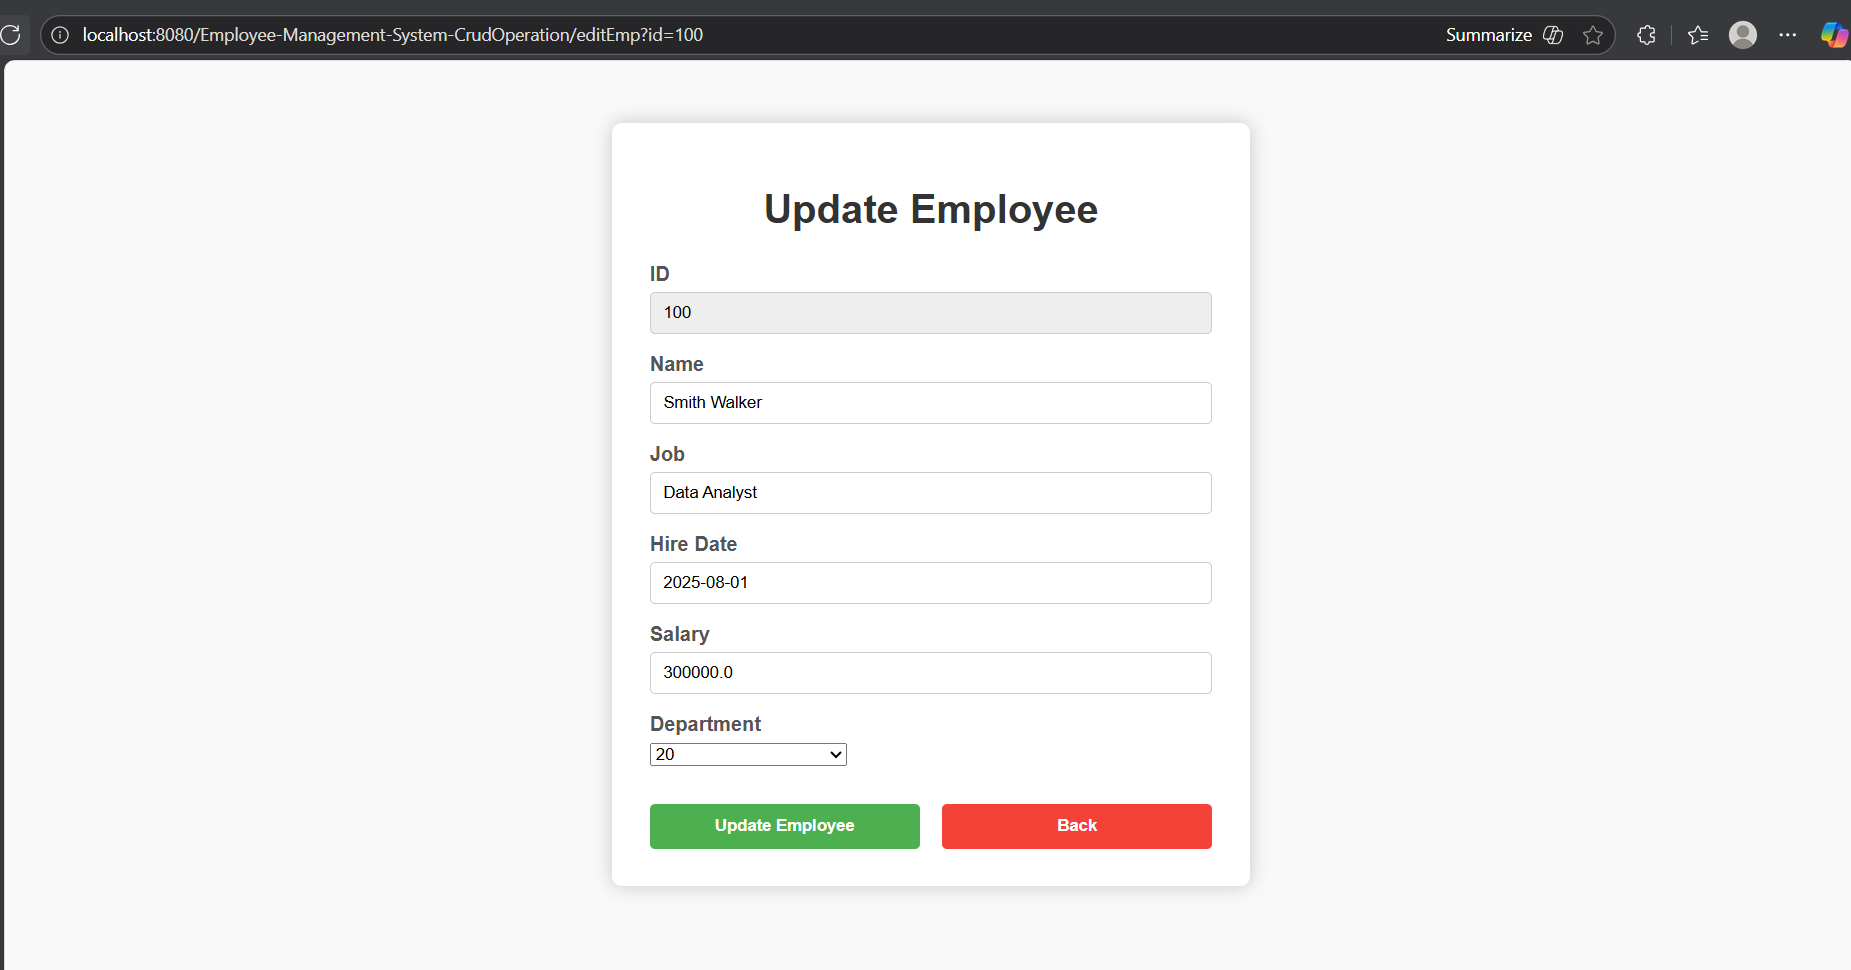 localhost:8080/Employee-Management-System-CrudOperation/editEmp?id=100 Summarize
Update Employee
ID
100
Name
Smith Walker
Job
Data Analyst
Hire Date
2025-08-01
Salary
300000.0
Department
20
Update Employee Back